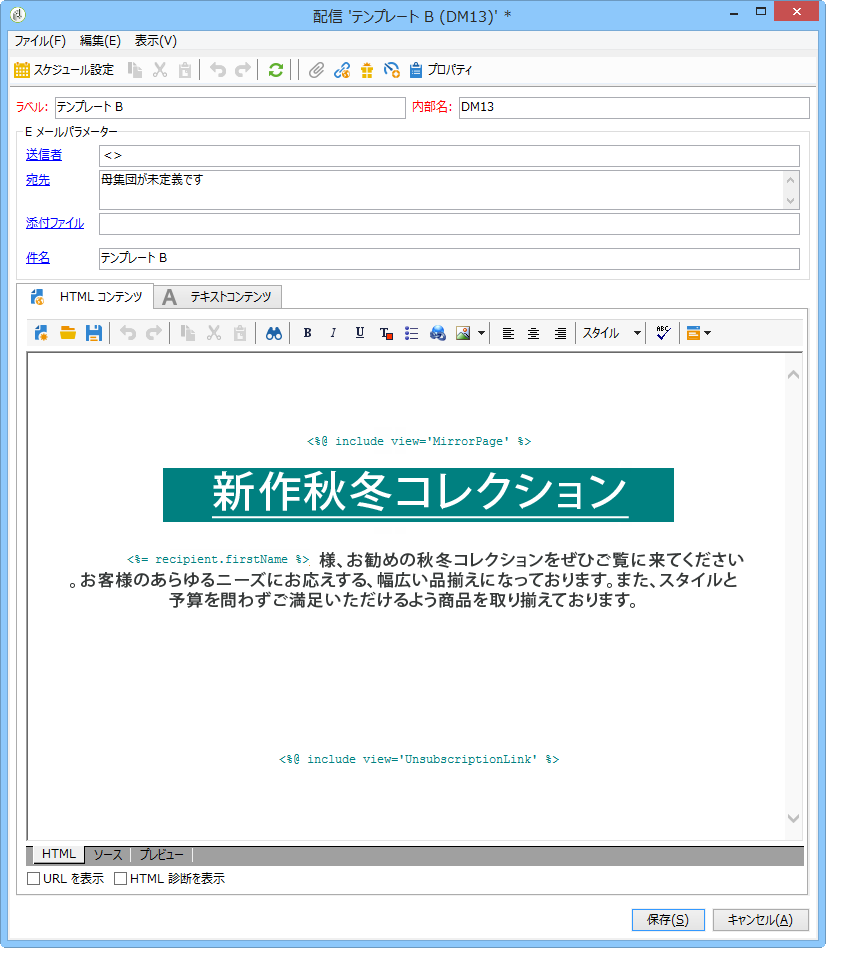 配信 'テンプレート B (DM13)' *
ファイル(F) 編集(E) 表示(V)
スケジュール設定 プロパティ
ラベル: テンプレート B 内部名: DM13
E メールパラメーター
送信者 <>
宛先 母集団が未定義です
添付ファイル
件名 テンプレート B
HTML コンテンツ A テキストコンテンツ
B I U T スタイル ABC
<%@ include view='MirrorPage' %>
新作秋冬コレクション
<%= recipient.firstName %> 様、お勧めの秋冬コレクションをぜひご覧に来てください
。お客様のあらゆるニーズにお応えする、幅広い品揃えになっております。また、スタイルと
予算を問わずご満足いただけるよう商品を取り揃えております。
<%@ include view='UnsubscriptionLink' %>
HTML ソース プレビュー
URL を表示 HTML 診断を表示
保存(S) キャンセル(A)